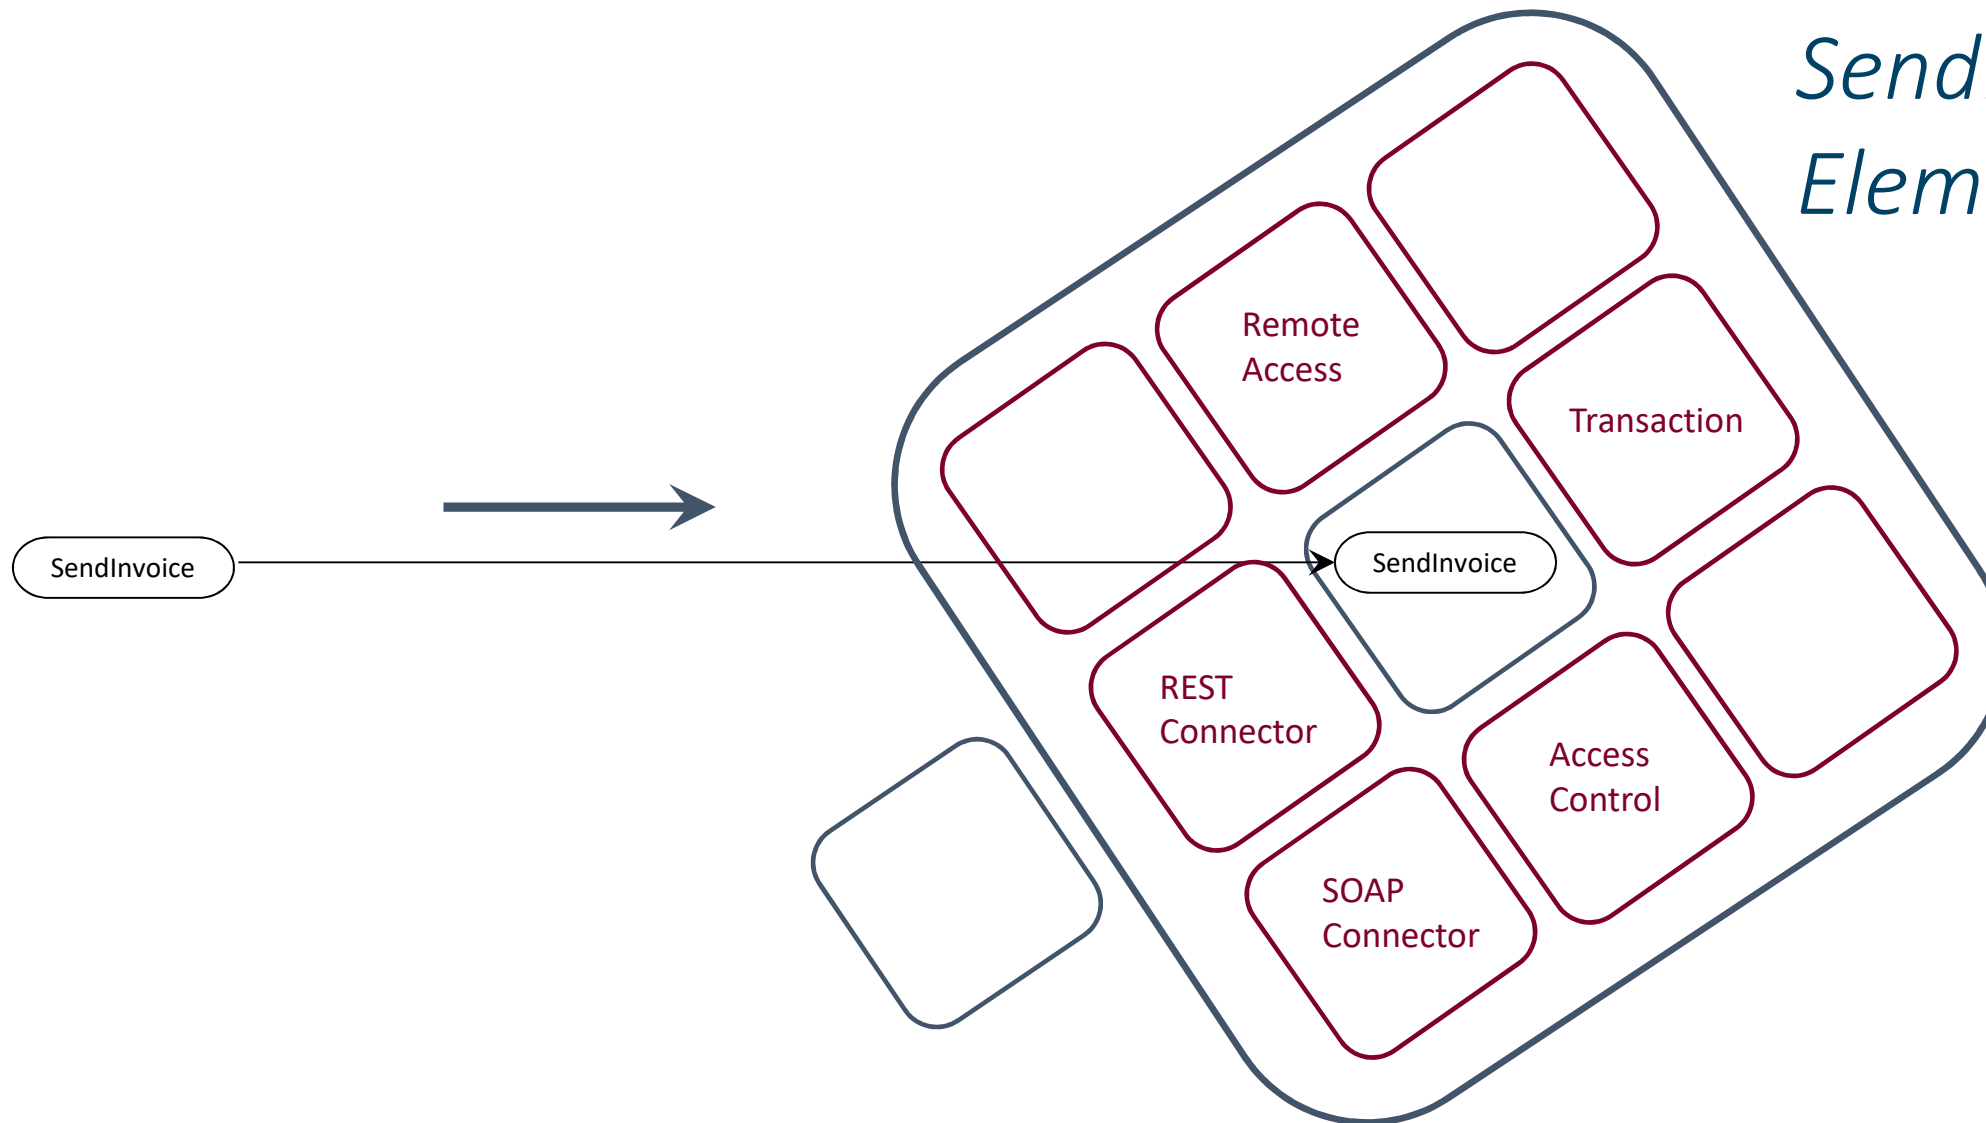 Send
Elem
Remote
Access
Transaction
SendInvoice
SendInvoice
REST
Connector
Access
Control
SOAP
Connector